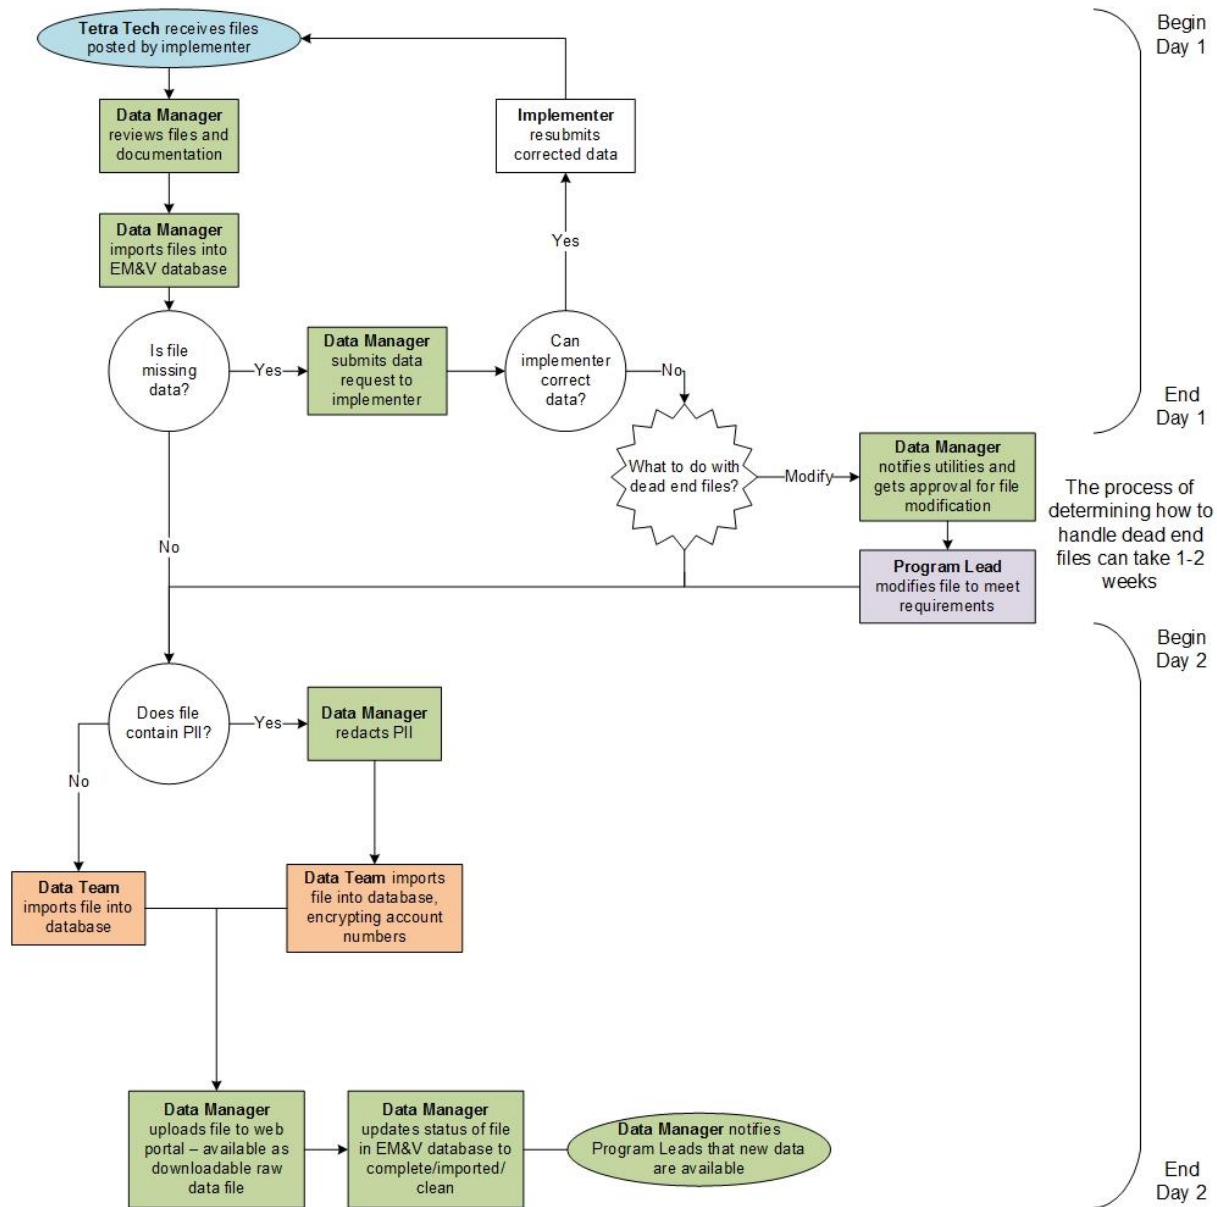 Tetra Tech receives files
posted by implementer
Begin
Day 1
Data Manager
reviews files and
documentation
Implementer
resubmits
corrected data
Data Manager
imports files into
EM&V database
Yes
Is file
missing
data?
Yes
Data Manager
submits data
request to
implementer
Can
implementer
correct
data?
No
End
Day 1
What to do with
dead end files?
Modify
Data Manager
notifies utilities and
gets approval for file
modification
The process of
determining how to
handle dead end
files can take 1-2
weeks
No
Program Lead
modifies file to meet
requirements
Begin
Day 2
Does file
contain PII?
Yes
Data Manager
redacts PII
No
Data Team
imports file into
database
Data Team imports
file into database,
encrypting account
numbers
Data Manager
uploads file to web
portal – available as
downloadable raw
data file
Data Manager
updates status of file
in EM&V database to
complete/imported/
clean
Data Manager notifies
Program Leads that new data
are available
End
Day 2